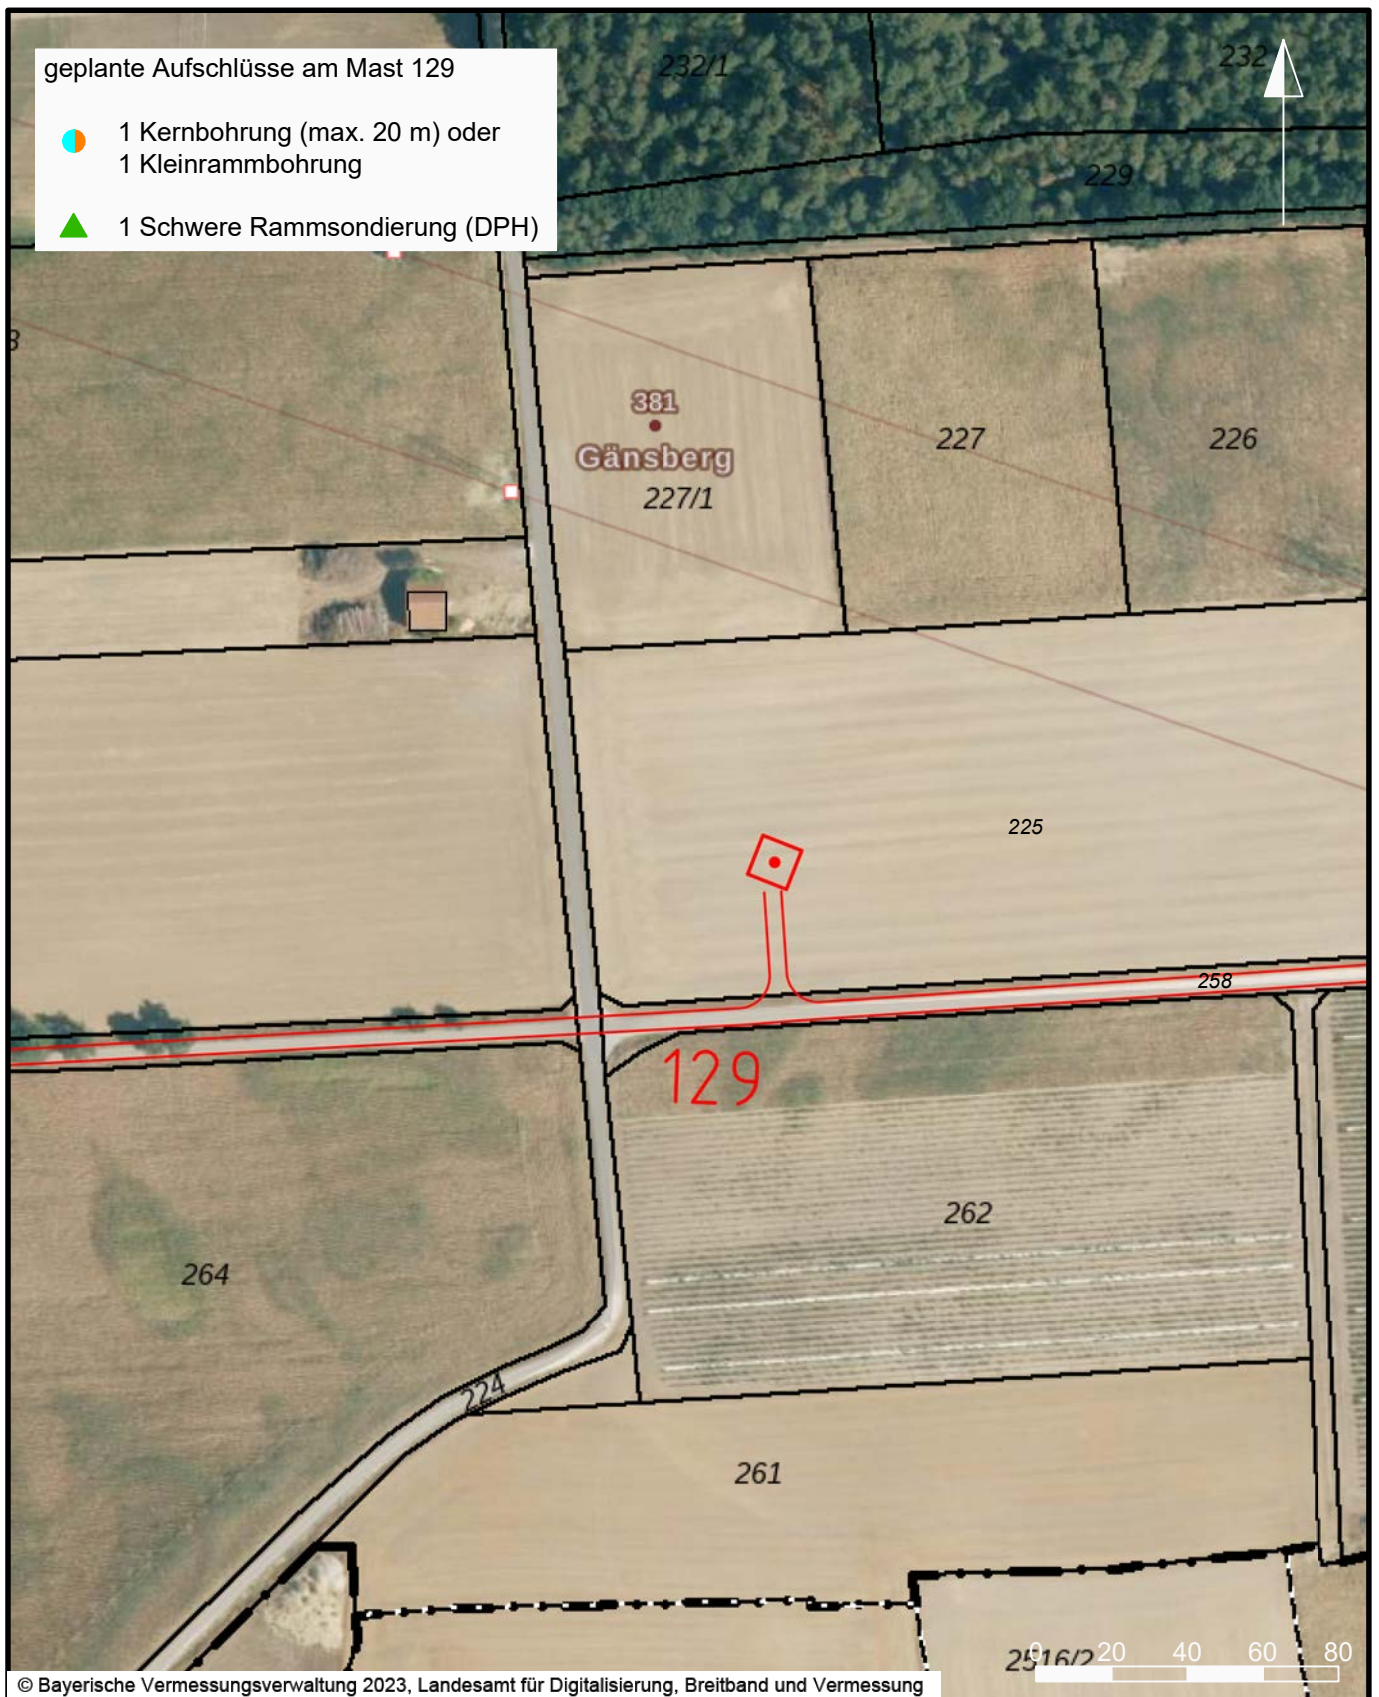 geplante Aufschlüsse am Mast 129
1 Kernbohrung (max. 20 m) oder
1 Kleinrammbohrung
1 Schwere Rammsondierung (DPH)
232/1
232
229
381
Gänsberg
227/1
227
226
225
258
129
262
264
224
261
2516/2
0 20 40 60 80
© Bayerische Vermessungsverwaltung 2023, Landesamt für Digitalisierung, Breitband und Vermessung